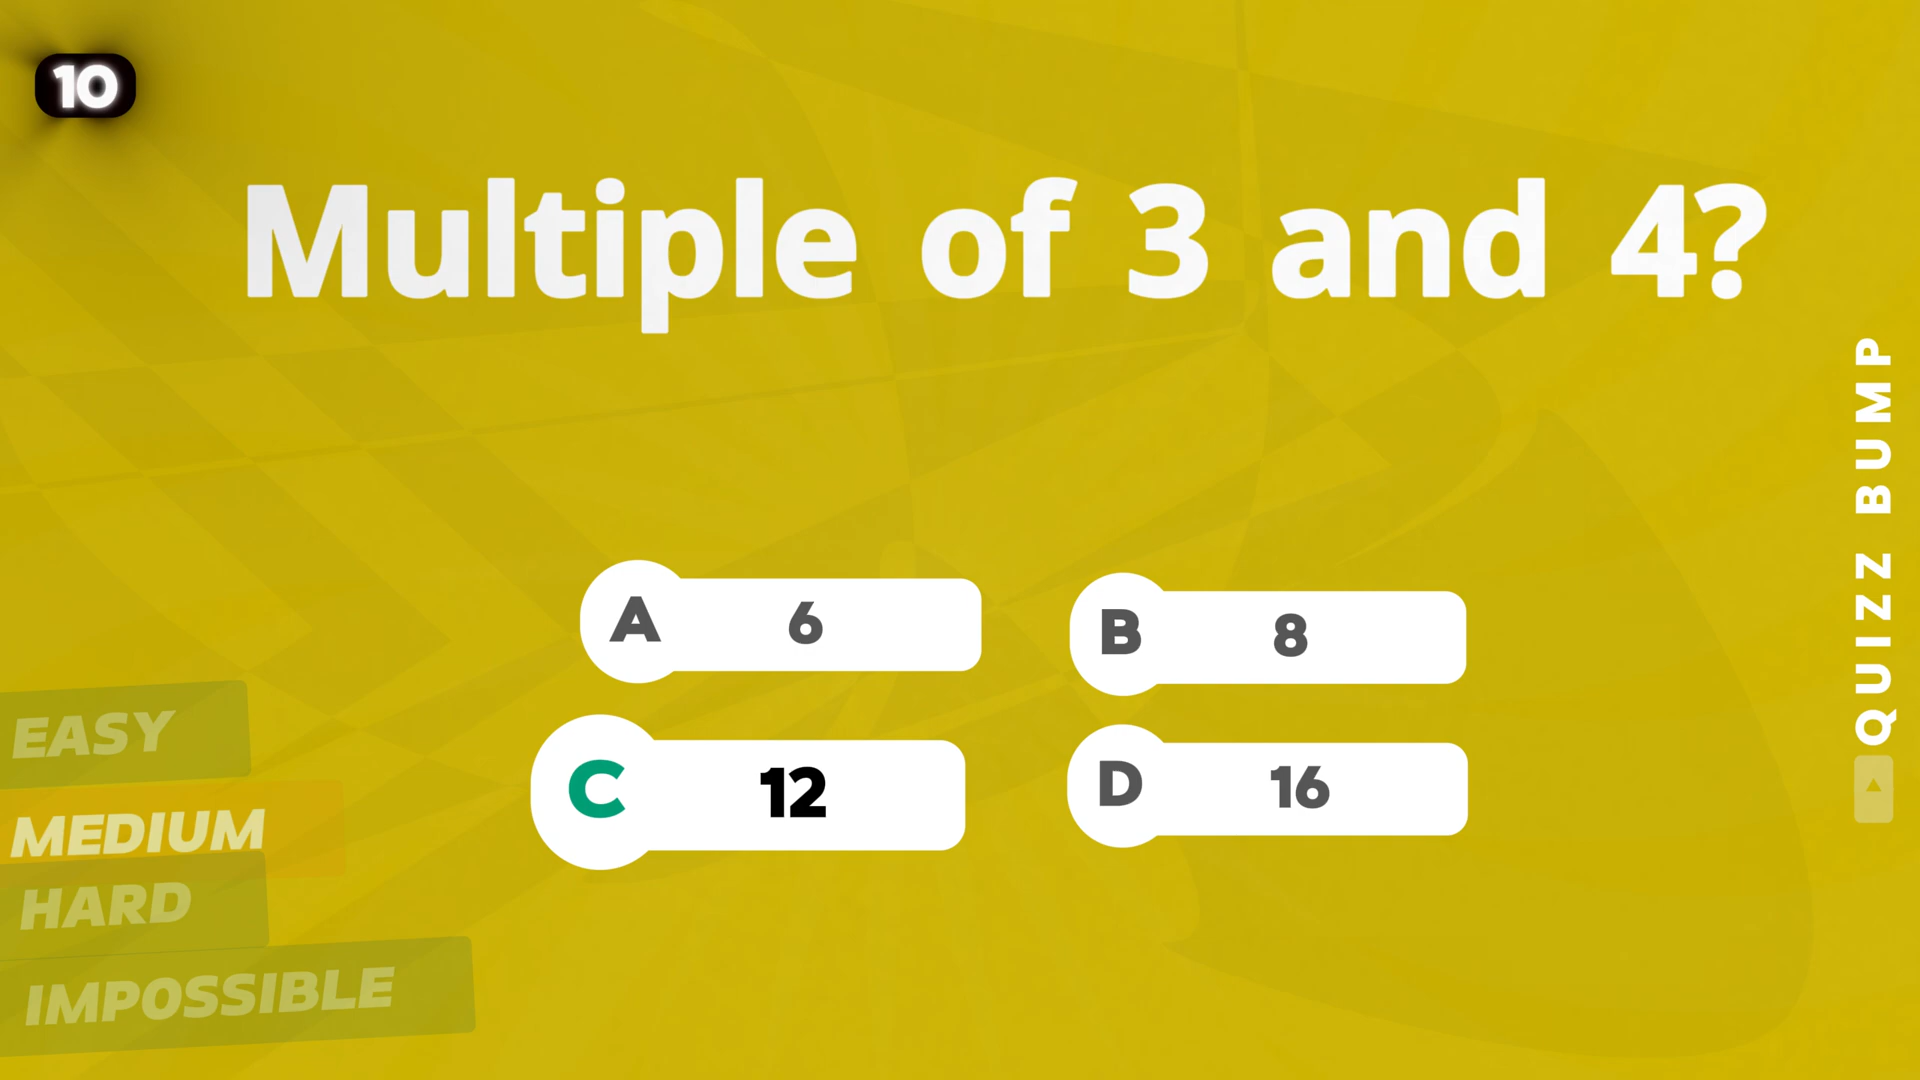 10
Multiple of 3 and 4?
A 6
B 8
C 12
D 16
EASY
MEDIUM
HARD
IMPOSSIBLE
QUIZZ BUMP